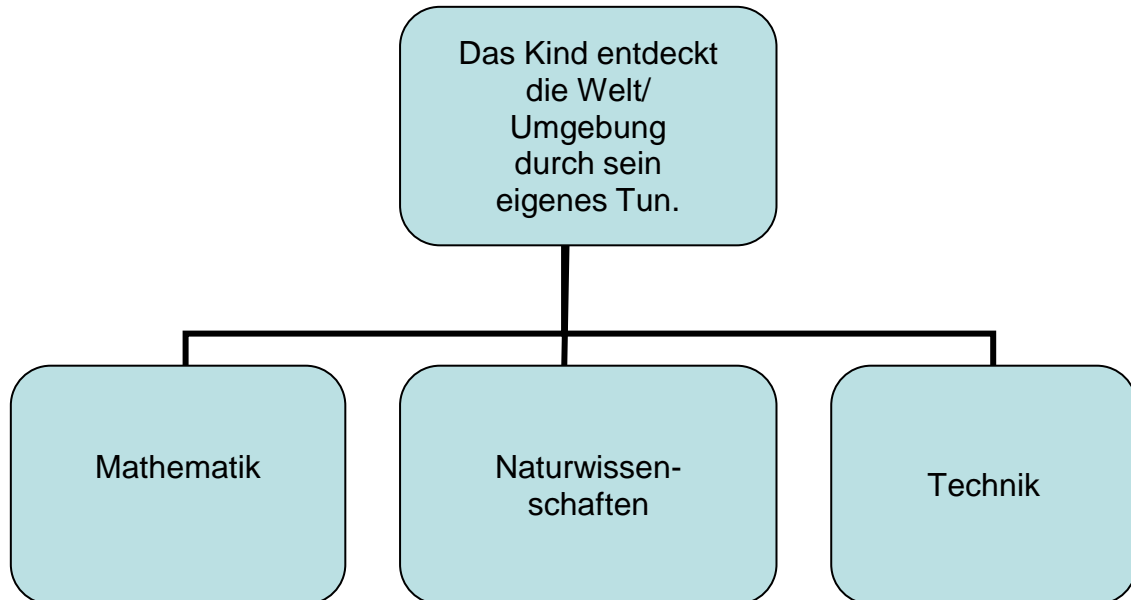 Das Kind entdeckt
die Welt/
Umgebung
durch sein
eigenes Tun.
Mathematik
Naturwissen-
schaften
Technik